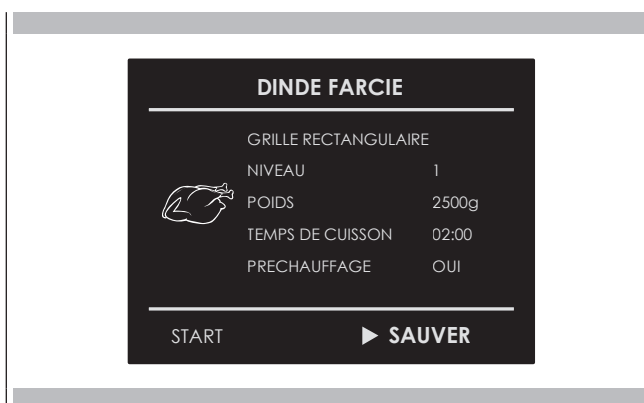 DINDE FARCIE
GRILLE RECTANGULAIRE
NIVEAU 1
POIDS 2500g
TEMPS DE CUISSON 02:00
PRECHAUFFAGE OUI
START ▶ SAUVER